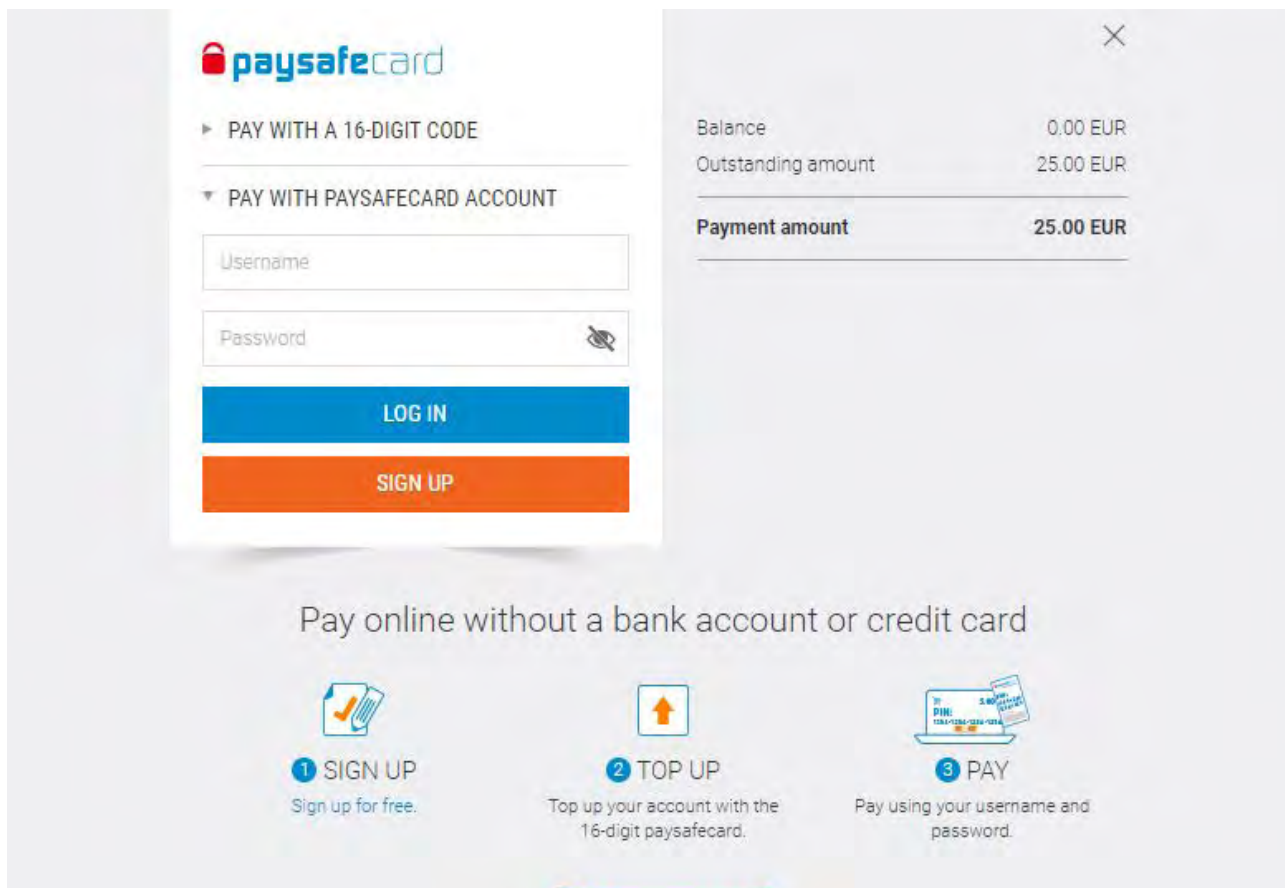 paysafecard
PAY WITH A 16-DIGIT CODE
PAY WITH PAYSAFECARD ACCOUNT
Username
Password
LOG IN
SIGN UP
Balance 0.00 EUR
Outstanding amount 25.00 EUR
Payment amount 25.00 EUR
Pay online without a bank account or credit card
PIN:
1 SIGN UP
Sign up for free.
2 TOP UP
Top up your account with the
16-digit paysafecard.
3 PAY
Pay using your username and
password.